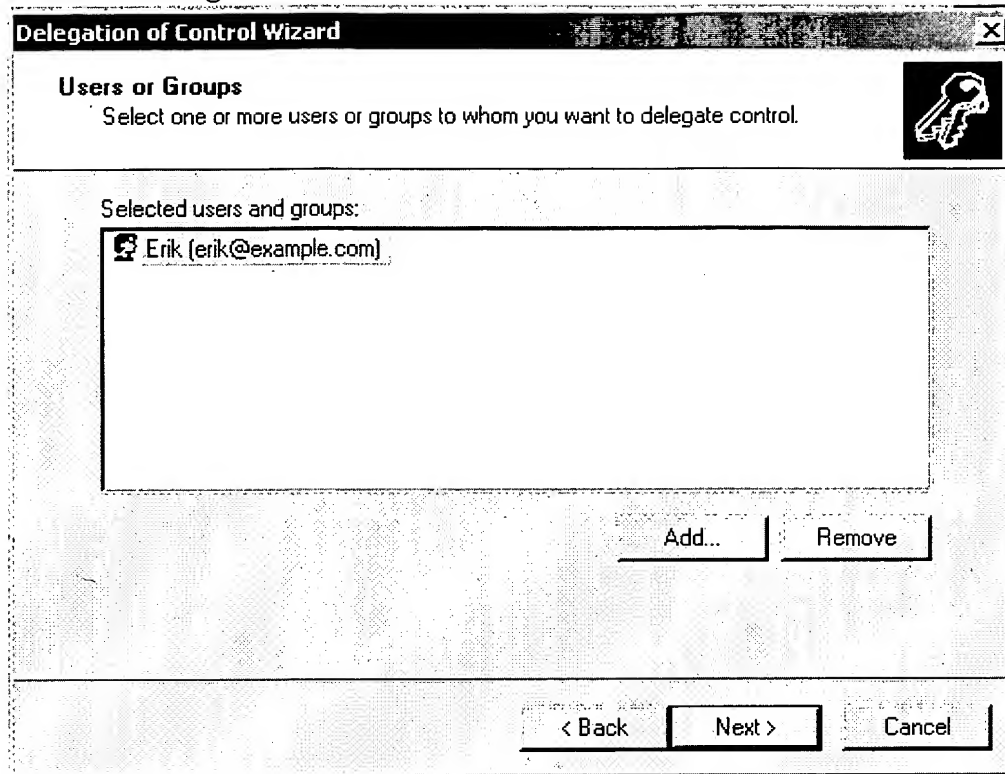 Delegation of Control Wizard
Users or Groups
Select one or more users or groups to whom you want to delegate control.
Selected users and groups:
Erik (erik@example.com)
Add...
Remove
< Back
Next >
Cancel